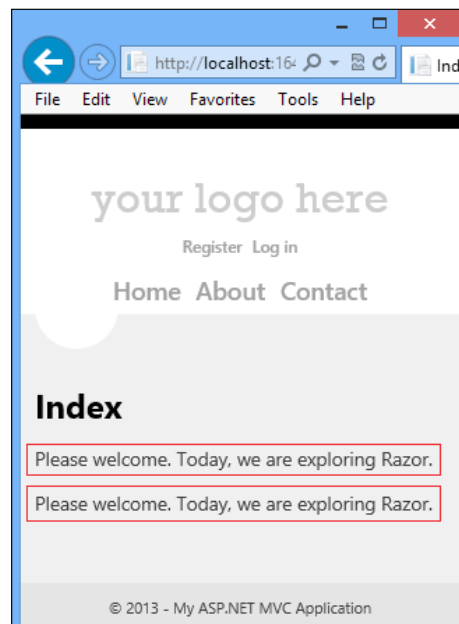 http://localhost:164
Ind
File Edit View Favorites Tools Help
your logo here
Register Log in
Home About Contact
Index
Please welcome. Today, we are exploring Razor.
Please welcome. Today, we are exploring Razor.
© 2013 - My ASP.NET MVC Application